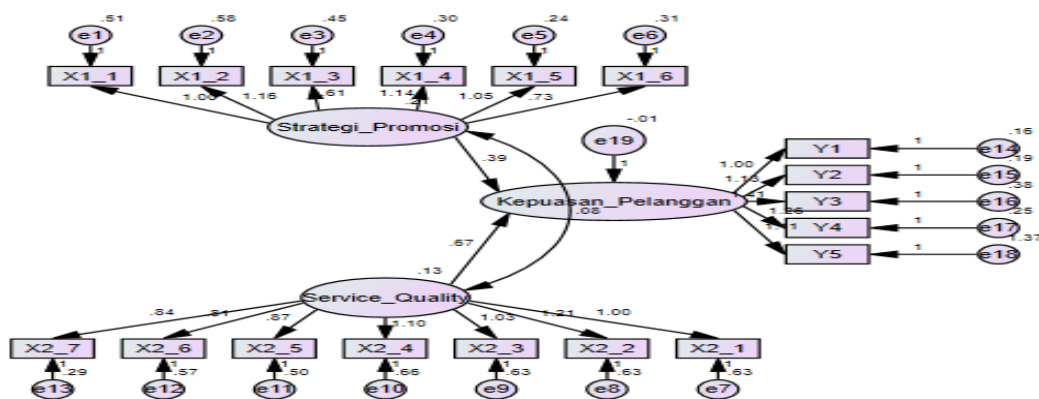 .51 .58 .45 .30 .24 .31
e1 e2 e3 e4 e5 e6
1 1 1 1 1 1
X1_1 X1_2 X1_3 X1_4 X1_5 X1_6
1.00 1.16 .61 1.14 .21 1.05 .73
Strategi_Promosi
-.01
e19
1
.39
Kepuasan_Pelanggan
.08
.67
1.00 Y1 1 e14 .16
Y2 1 e15 .19
Y3 1 e16 .38
1.26 Y4 1 e17 .25
Y5 1 e18 1.37
.13
Service_Quality
.84 .81 .87 1.10 1.03 1.21 1.00
X2_7 X2_6 X2_5 X2_4 X2_3 X2_2 X2_1
1 1 1 1 1 1 1
.29 .57 .50 .66 .63 .63 .63
e13 e12 e11 e10 e9 e8 e7